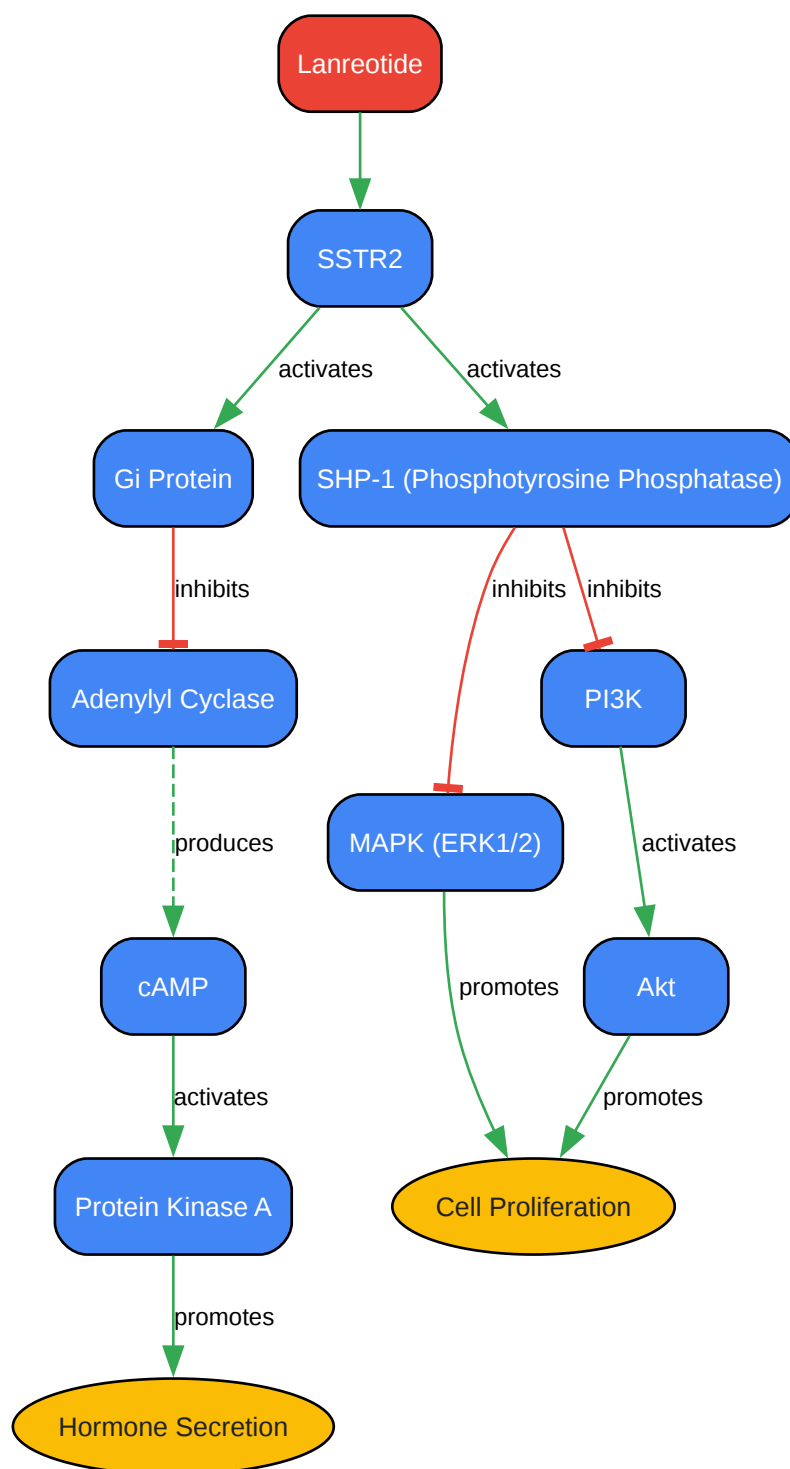 Lanreotide
SSTR2
activates
activates
Gi Protein
SHP-1 (Phosphotyrosine Phosphatase)
inhibits
inhibits
inhibits
Adenylyl Cyclase
PI3K
produces
MAPK (ERK1/2)
activates
cAMP
promotes
Akt
activates
promotes
Protein Kinase A
Cell Proliferation
promotes
Hormone Secretion